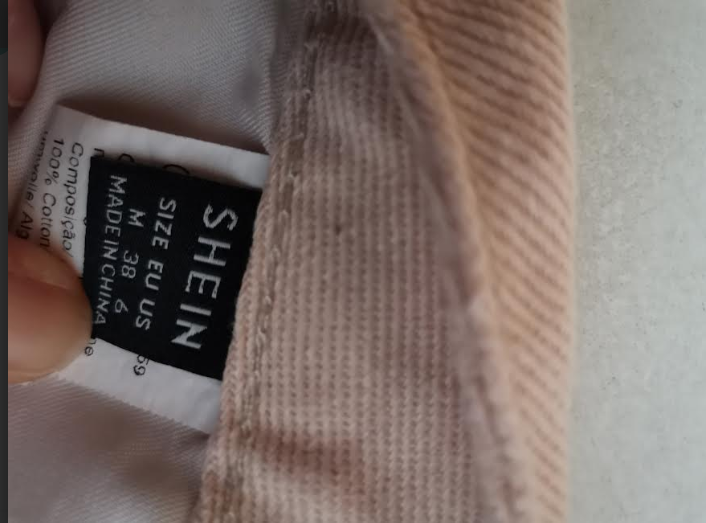 SHEIN
SIZE EU US
M 38 6
MADE IN CHINA
Composição
100% Cotton